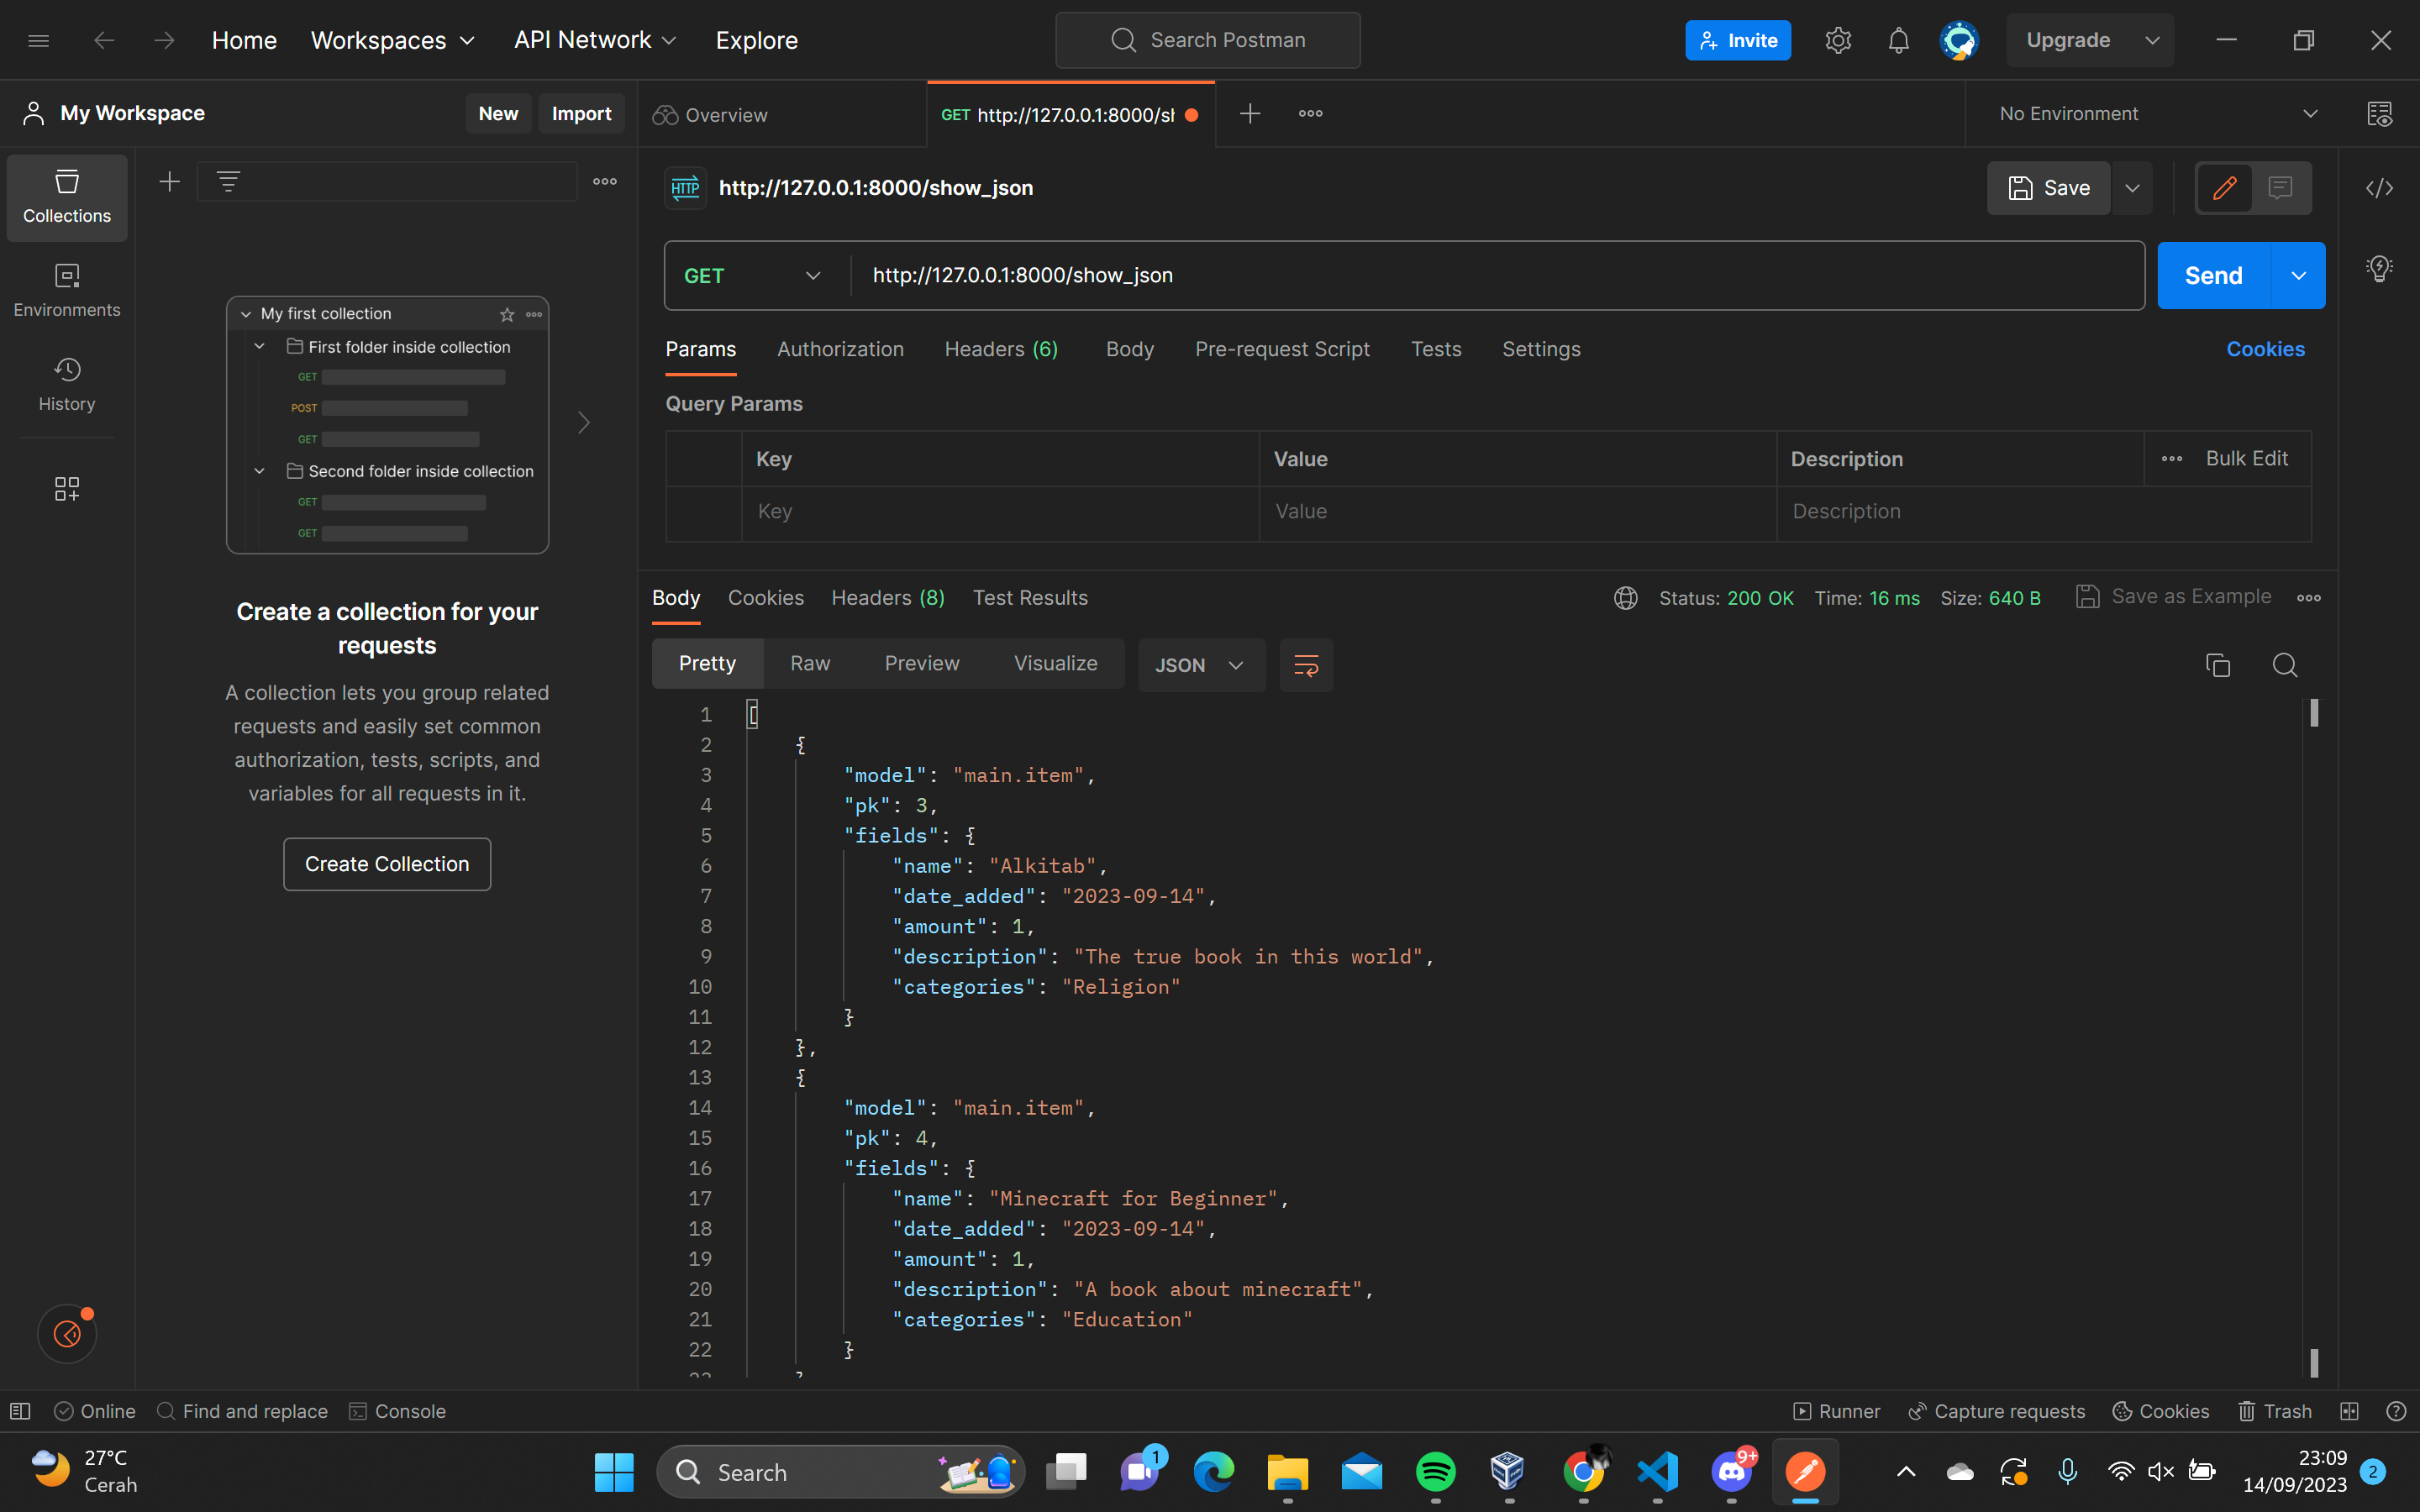 Home Workspaces API Network Explore Search Postman Invite Upgrade
My Workspace New Import Overview GET http://127.0.0.1:8000/sh No Environment
Collections
Environments
History
My first collection
First folder inside collection
GET
POST
GET
Second folder inside collection
GET
GET
Create a collection for your
requests
A collection lets you group related
requests and easily set common
authorization, tests, scripts, and
variables for all requests in it.
Create Collection
HTTP http://127.0.0.1:8000/show_json Save
GET http://127.0.0.1:8000/show_json Send
Params Authorization Headers (6) Body Pre-request Script Tests Settings Cookies
Query Params
Key Value Description Bulk Edit
Key Value Description
Body Cookies Headers (8) Test Results Status: 200 OK Time: 16 ms Size: 640 B Save as Example
Pretty Raw Preview Visualize JSON
1 [
2 {
3 "model": "main.item",
4 "pk": 3,
5 "fields": {
6 "name": "Alkitab",
7 "date_added": "2023-09-14",
8 "amount": 1,
9 "description": "The true book in this world",
10 "categories": "Religion"
11 }
12 },
13 {
14 "model": "main.item",
15 "pk": 4,
16 "fields": {
17 "name": "Minecraft for Beginner",
18 "date_added": "2023-09-14",
19 "amount": 1,
20 "description": "A book about minecraft",
21 "categories": "Education"
22 }
Online Find and replace Console Runner Capture requests Cookies Trash
27°C
Cerah
Search
1
9+
23:09
14/09/2023
2